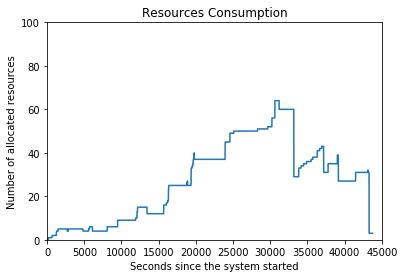 Resources Consumption
100
80
60
40
20
0
Number of allocated resources
0 5000 10000 15000 20000 25000 30000 35000 40000 45000
Seconds since the system started